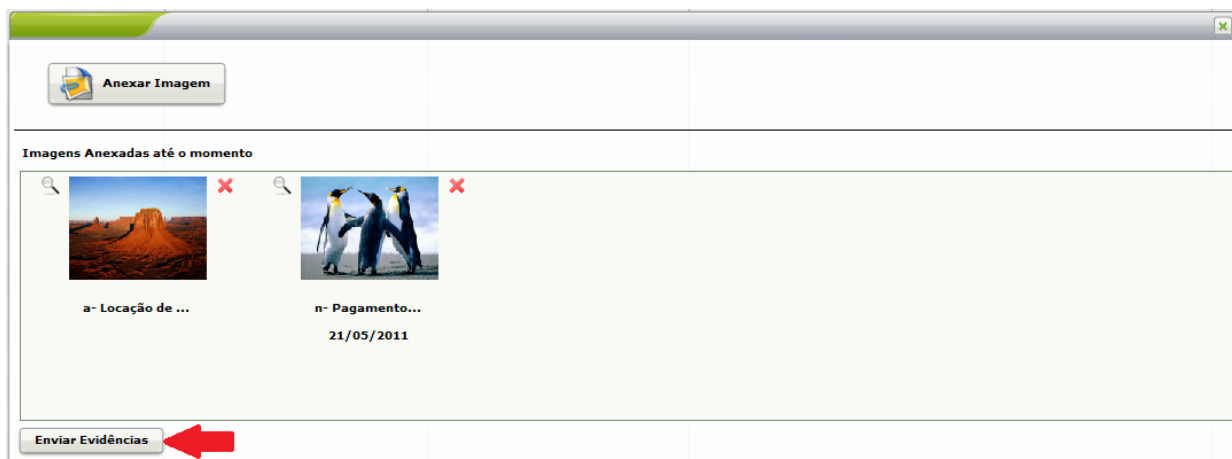 Anexar Imagem
Imagens Anexadas até o momento
a- Locação de ...
n- Pagamento...
21/05/2011
Enviar Evidências